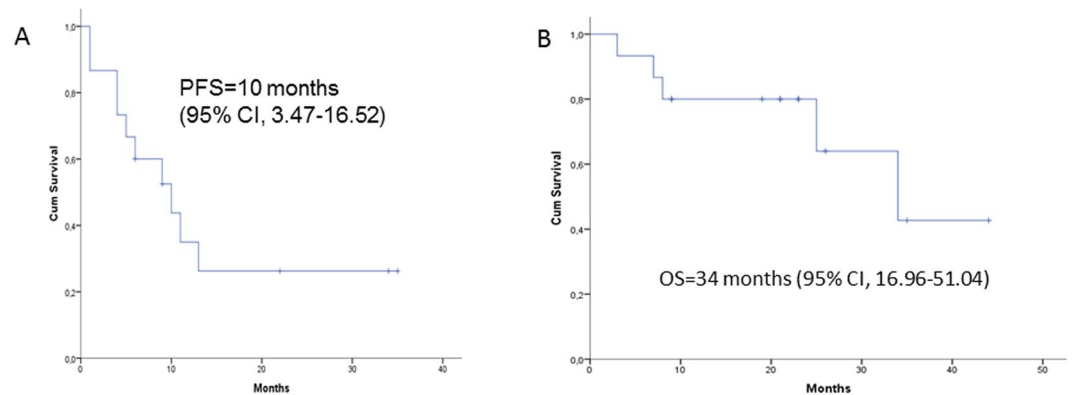 A
PFS=10 months
(95% CI, 3.47-16.52)
Cum Survival
1,0
0,8
0,6
0,4
0,2
0,0
0 10 20 30 40
Months
B
OS=34 months (95% CI, 16.96-51.04)
Cum Survival
1,0
0,8
0,6
0,4
0,2
0,0
0 10 20 30 40 50
Months